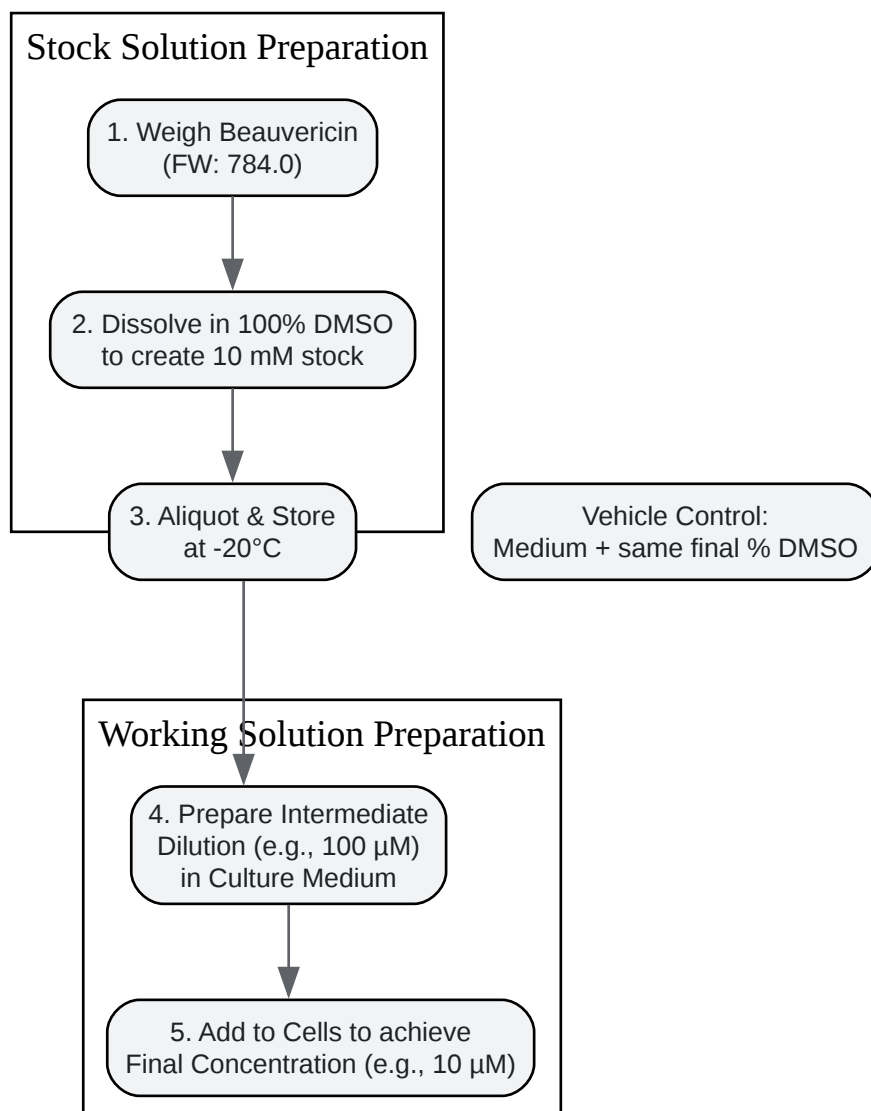 Stock Solution Preparation
1. Weigh Beauvericin
(FW: 784.0)
2. Dissolve in 100% DMSO
to create 10 mM stock
3. Aliquot & Store
at -20°C
Vehicle Control:
Medium + same final % DMSO
Working Solution Preparation
4. Prepare Intermediate
Dilution (e.g., 100 µM)
in Culture Medium
5. Add to Cells to achieve
Final Concentration (e.g., 10 µM)